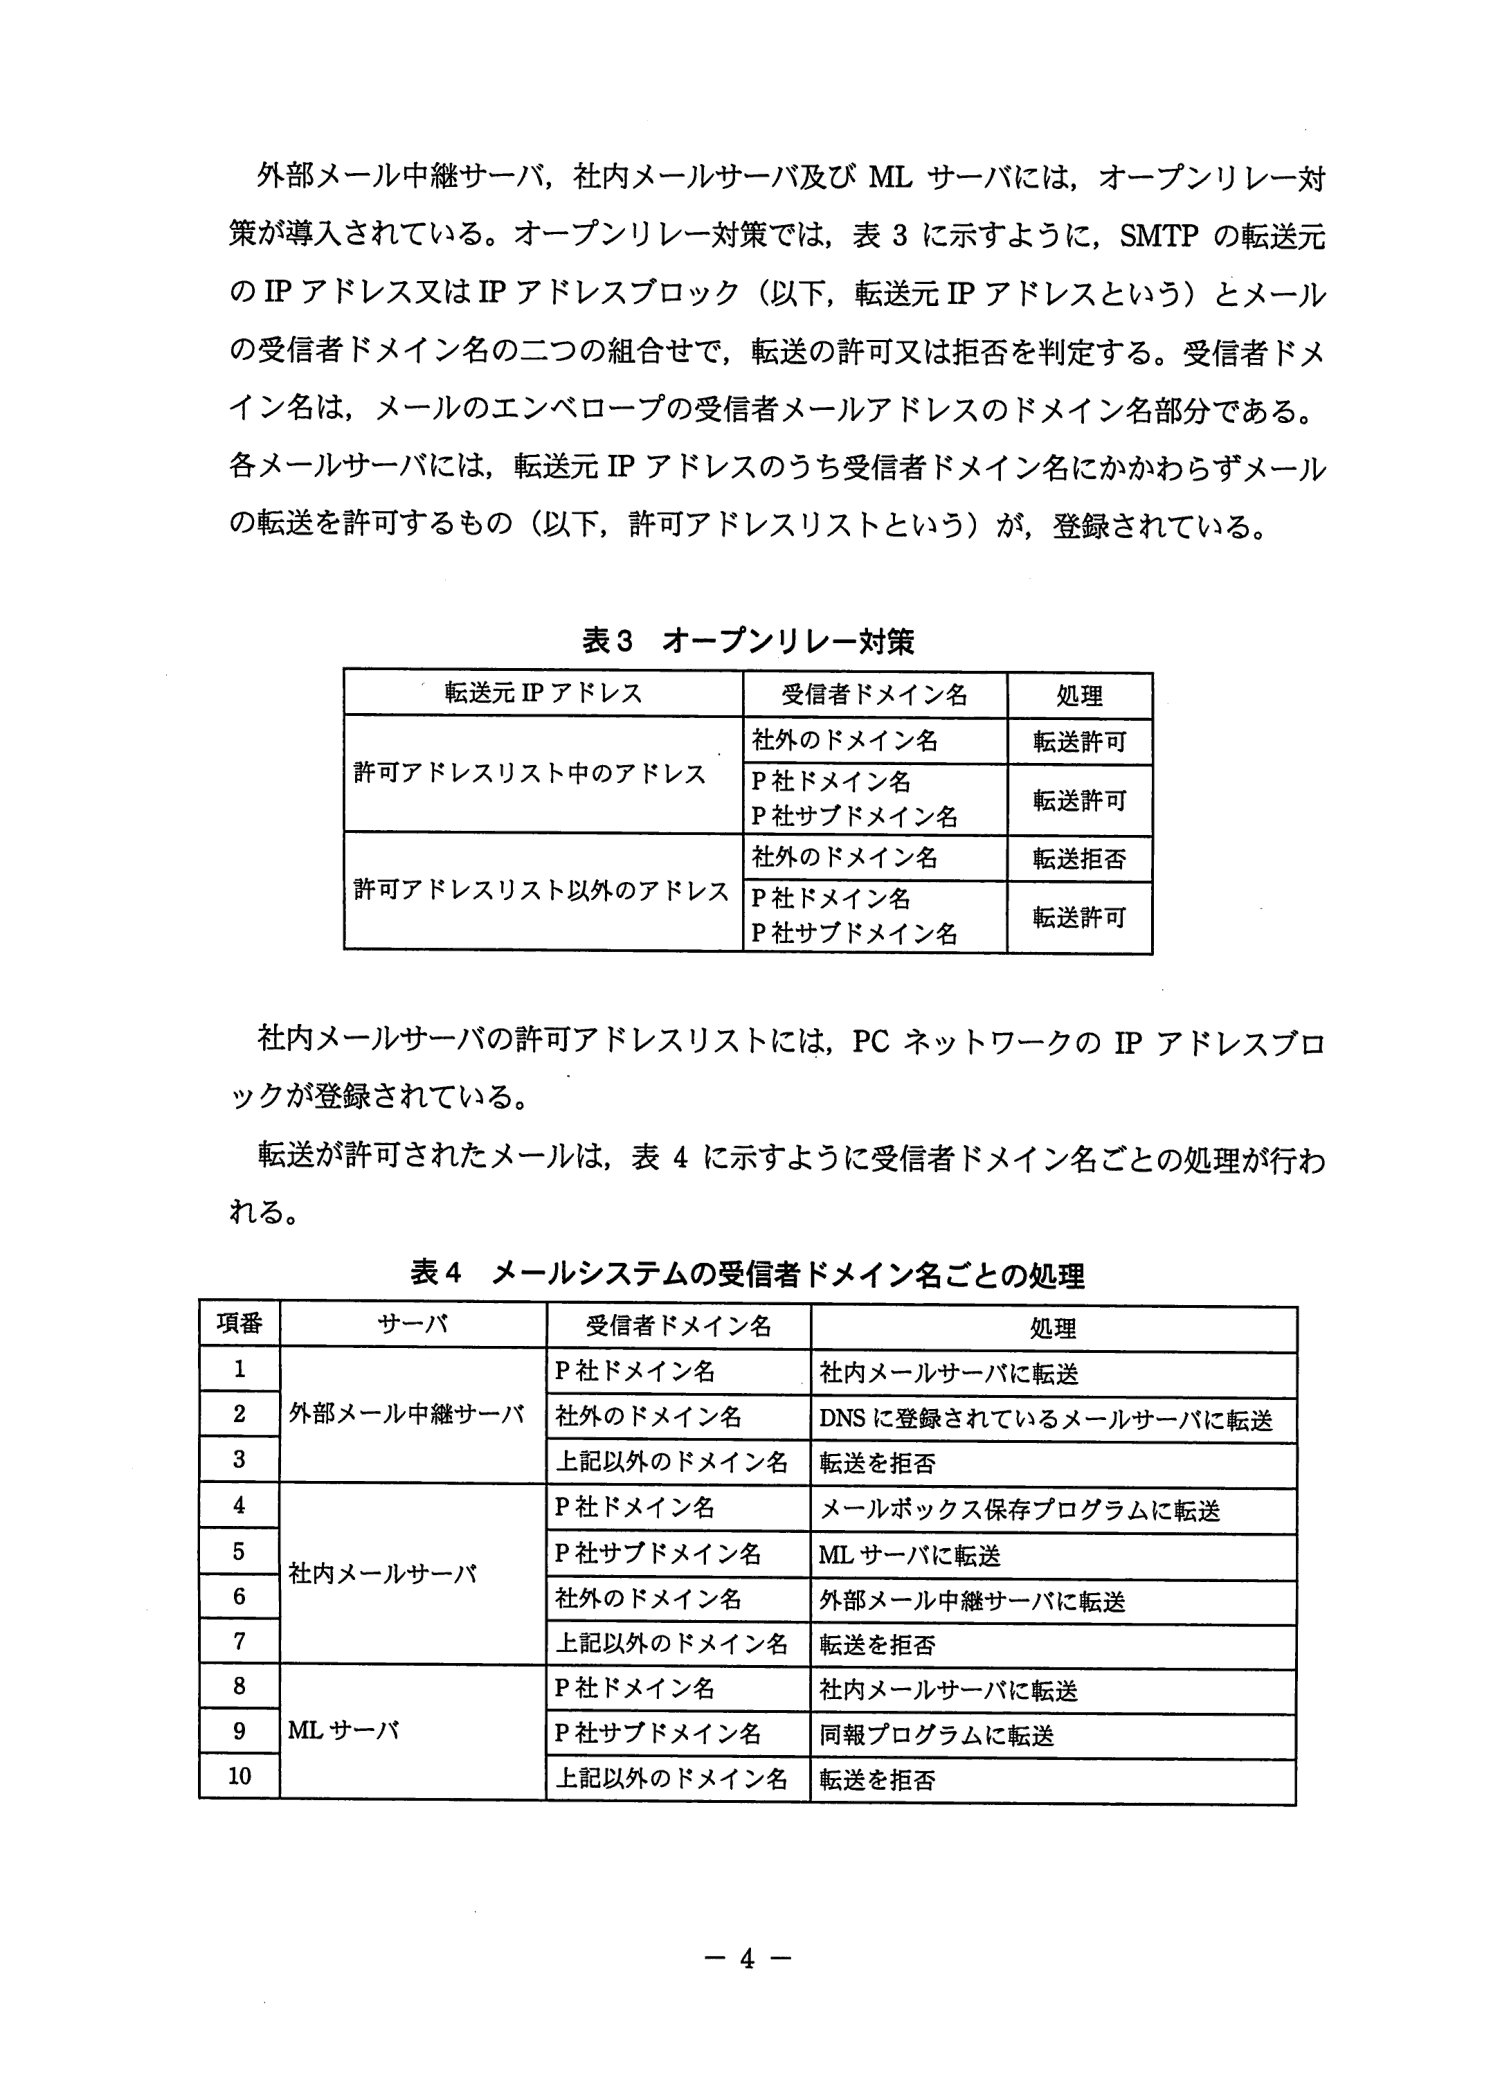 外部メール中継サーバ，社内メールサーバ及び ML サーバには，オープンリレー対
策が導入されている。オープンリレー対策では，表 3 に示すように，SMTP の転送元
の IP アドレス又は IP アドレスブロック（以下，転送元 IP アドレスという）とメール
の受信者ドメイン名の二つの組合せで，転送の許可又は拒否を判定する。受信者ドメ
イン名は，メールのエンベロープの受信者メールアドレスのドメイン名部分である。
各メールサーバには，転送元 IP アドレスのうち受信者ドメイン名にかかわらずメール
の転送を許可するもの（以下，許可アドレスリストという）が，登録されている。
表 3　オープンリレー対策
転送元 IP アドレス 受信者ドメイン名 処理
許可アドレスリスト中のアドレス
社外のドメイン名 転送許可
P 社ドメイン名
P 社サブドメイン名
転送許可
許可アドレスリスト以外のアドレス
社外のドメイン名 転送拒否
P 社ドメイン名
P 社サブドメイン名
転送許可
社内メールサーバの許可アドレスリストには，PC ネットワークの IP アドレスブロ
ックが登録されている。
転送が許可されたメールは，表 4 に示すように受信者ドメイン名ごとの処理が行わ
れる。
表 4　メールシステムの受信者ドメイン名ごとの処理
項番 サーバ 受信者ドメイン名 処理
1 P 社ドメイン名 社内メールサーバに転送
2 外部メール中継サーバ 社外のドメイン名 DNS に登録されているメールサーバに転送
3 上記以外のドメイン名 転送を拒否
4 P 社ドメイン名 メールボックス保存プログラムに転送
5 社内メールサーバ P 社サブドメイン名 ML サーバに転送
6 社外のドメイン名 外部メール中継サーバに転送
7 上記以外のドメイン名 転送を拒否
8 P 社ドメイン名 社内メールサーバに転送
9 ML サーバ P 社サブドメイン名 同報プログラムに転送
10 上記以外のドメイン名 転送を拒否
－ 4 －